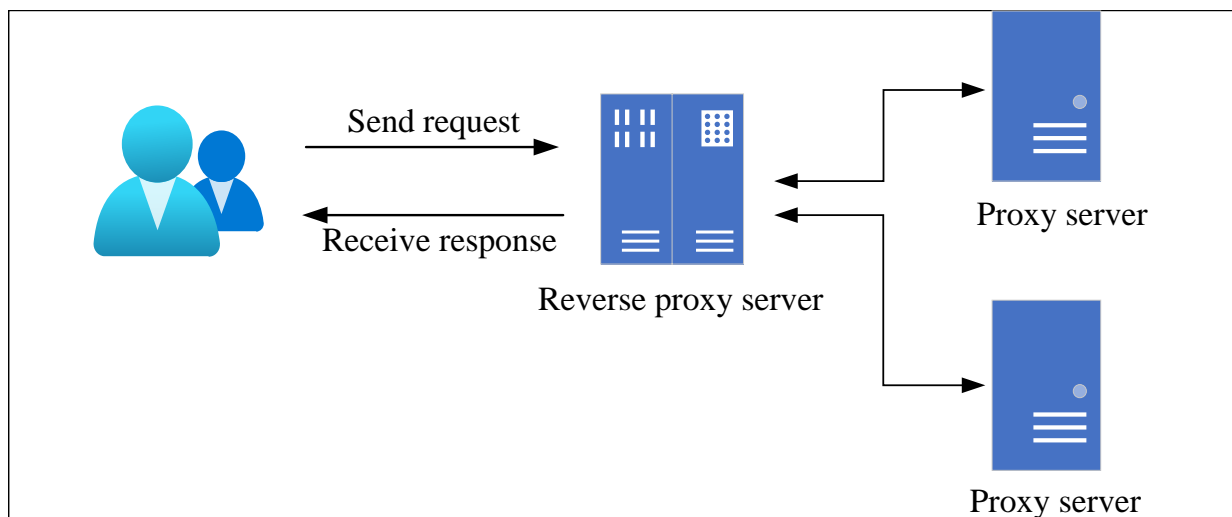 Send request
Receive response
Reverse proxy server
Proxy server
Proxy server